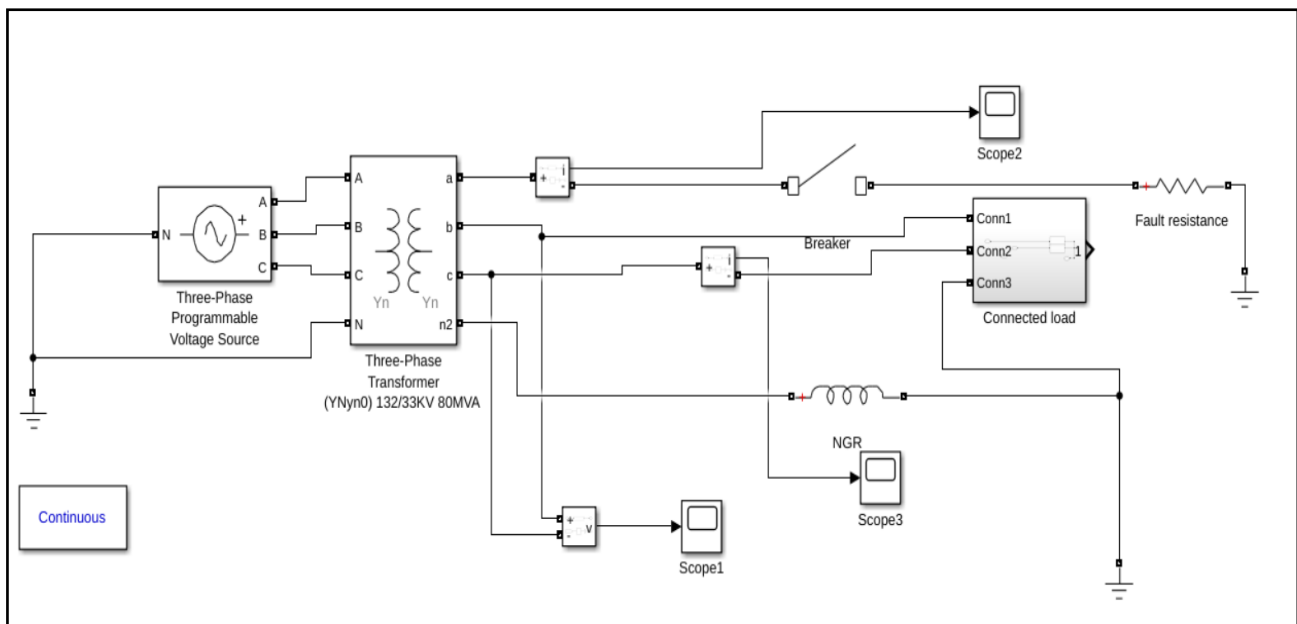 Scope2
A
B
C
N
+
Three-Phase
Programmable
Voltage Source
A
B
C
N
a
b
c
n2
Yn
Yn
Three-Phase
Transformer
(YNyn0) 132/33KV 80MVA
+
i
-
Breaker
+
i
-
+
Fault resistance
Conn1
Conn2
Conn3
1
Connected load
+
NGR
Scope3
Continuous
+
-
v
Scope1